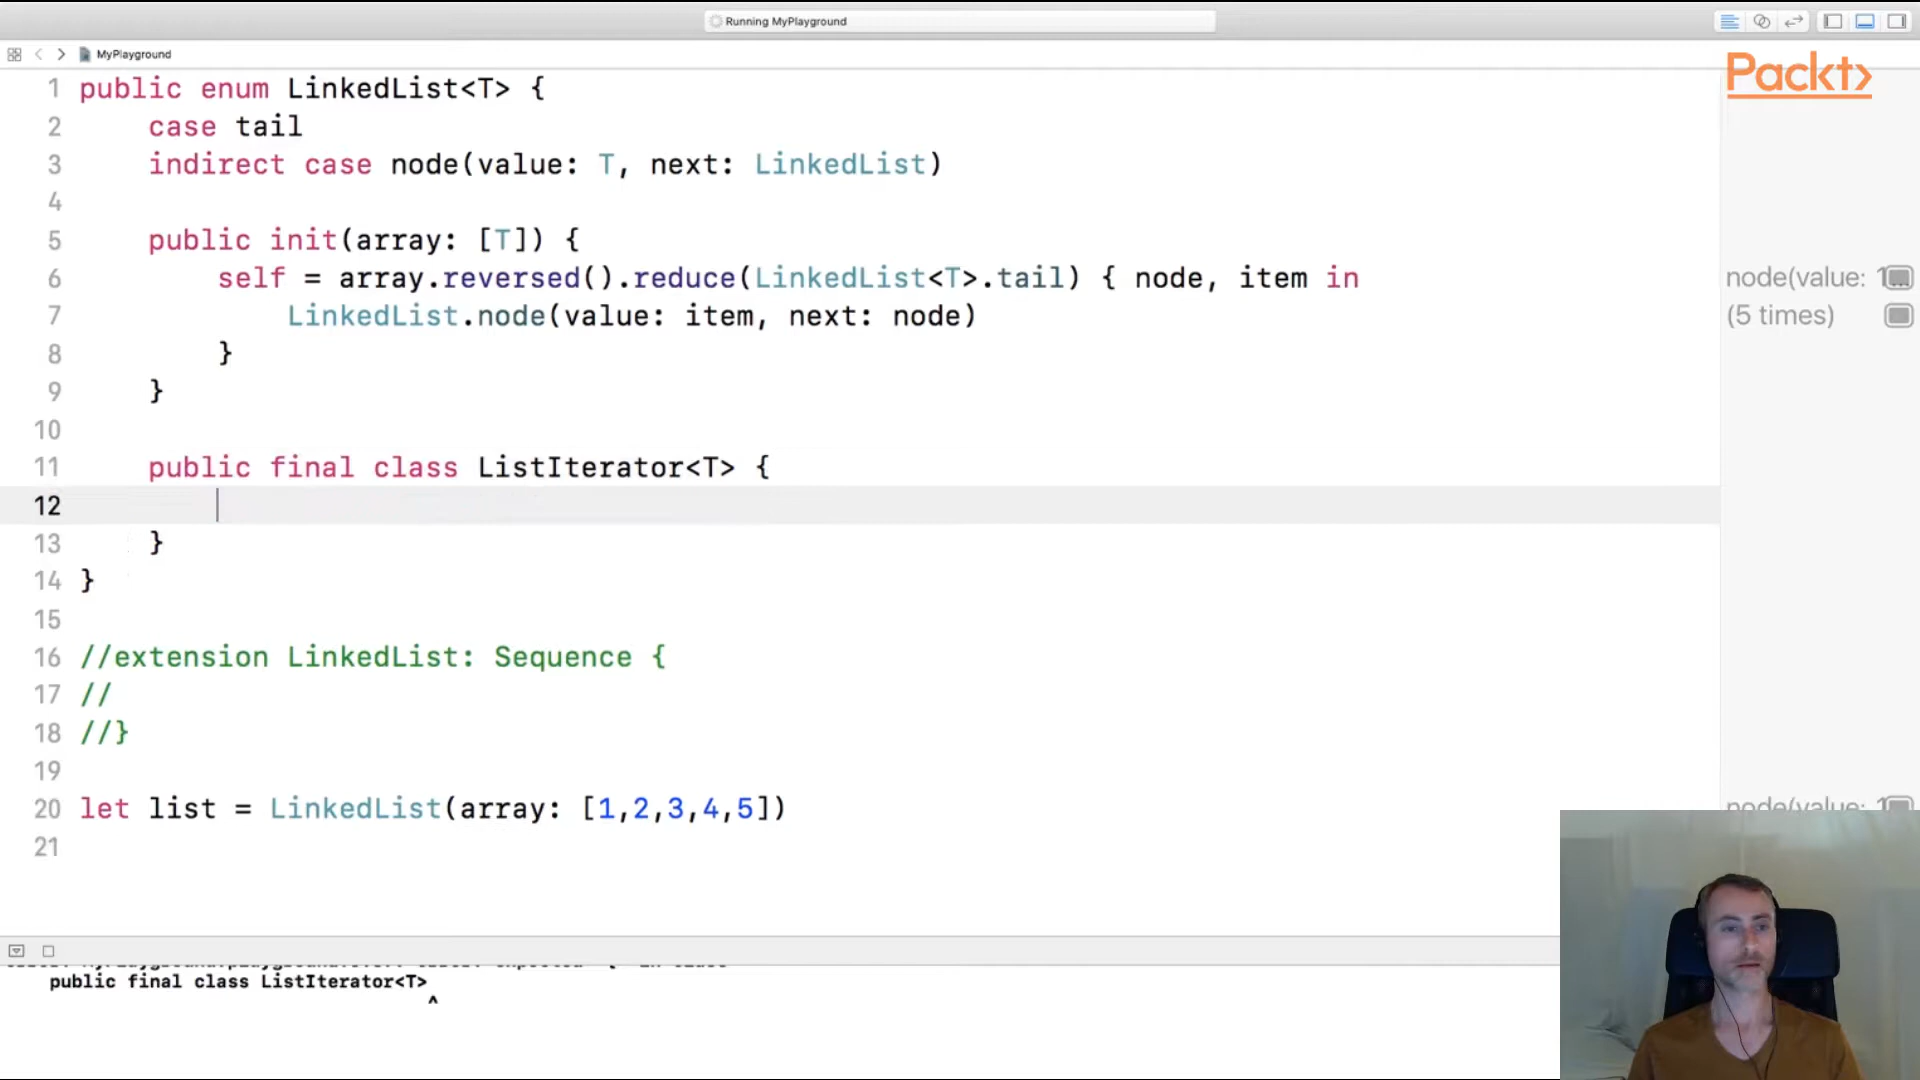 Running MyPlayground
MyPlayground
Packt>
1 public enum LinkedList<T> {
2 case tail
3 indirect case node(value: T, next: LinkedList)
4
5 public init(array: [T]) {
6 self = array.reversed().reduce(LinkedList<T>.tail) { node, item in
7 LinkedList.node(value: item, next: node)
8 }
9 }
10
11 public final class ListIterator<T> {
12
13 }
14 }
15
16 //extension LinkedList: Sequence {
17 //
18 //}
19
20 let list = LinkedList(array: [1,2,3,4,5])
21
node(value: 1
(5 times)
node(value:
public final class ListIterator<T>
^